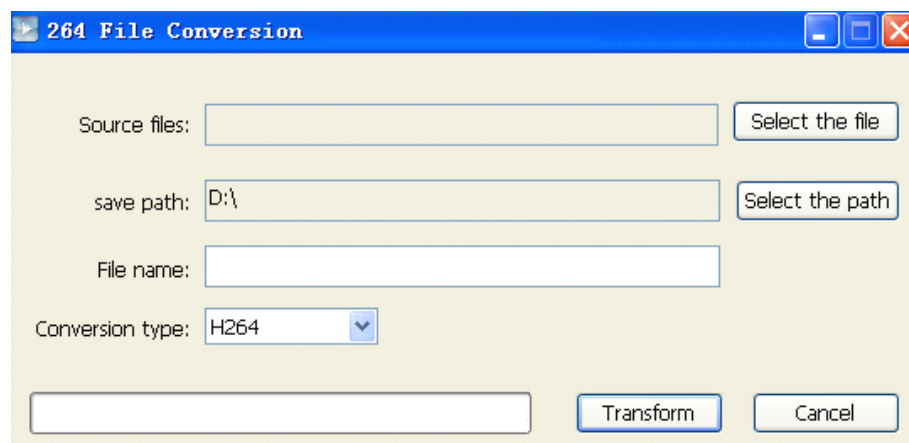 264 File Conversion
Source files:
Select the file
save path: D:\
Select the path
File name:
Conversion type: H264
Transform Cancel